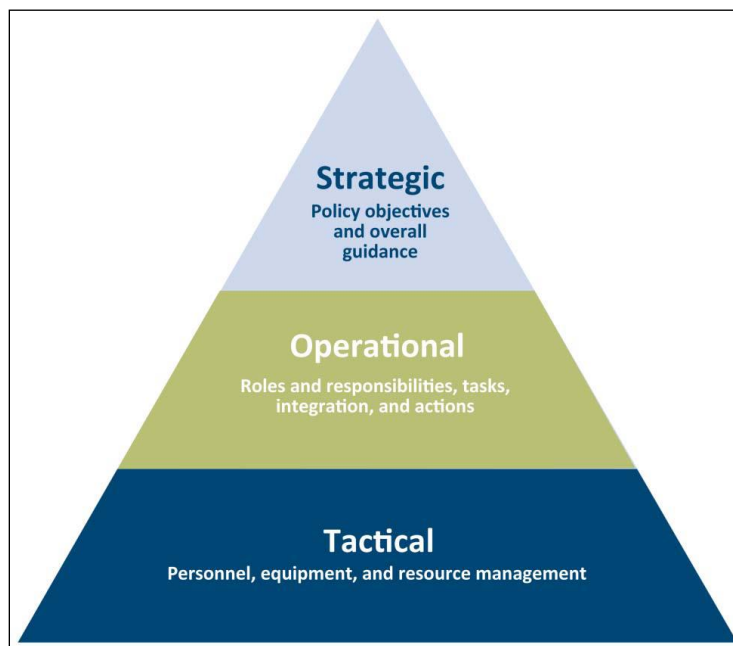 Strategic
Policy objectives
and overall
guidance
Operational
Roles and responsibilities, tasks,
integration, and actions
Tactical
Personnel, equipment, and resource management